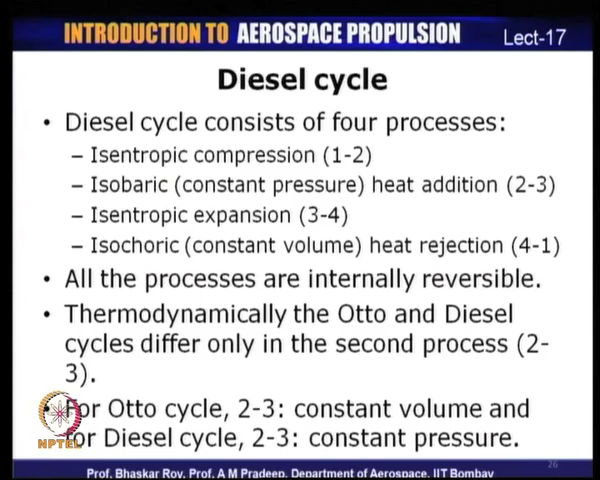 INTRODUCTION TO AEROSPACE PROPULSION Lect-17
Diesel cycle
• Diesel cycle consists of four processes:
– Isentropic compression (1-2)
– Isobaric (constant pressure) heat addition (2-3)
– Isentropic expansion (3-4)
– Isochoric (constant volume) heat rejection (4-1)
• All the processes are internally reversible.
• Thermodynamically the Otto and Diesel
cycles differ only in the second process (2-
3).
• For Otto cycle, 2-3: constant volume and
for Diesel cycle, 2-3: constant pressure.
NPTEL
26
Prof. Bhaskar Roy, Prof. A M Pradeep, Department of Aerospace, IIT Bombay